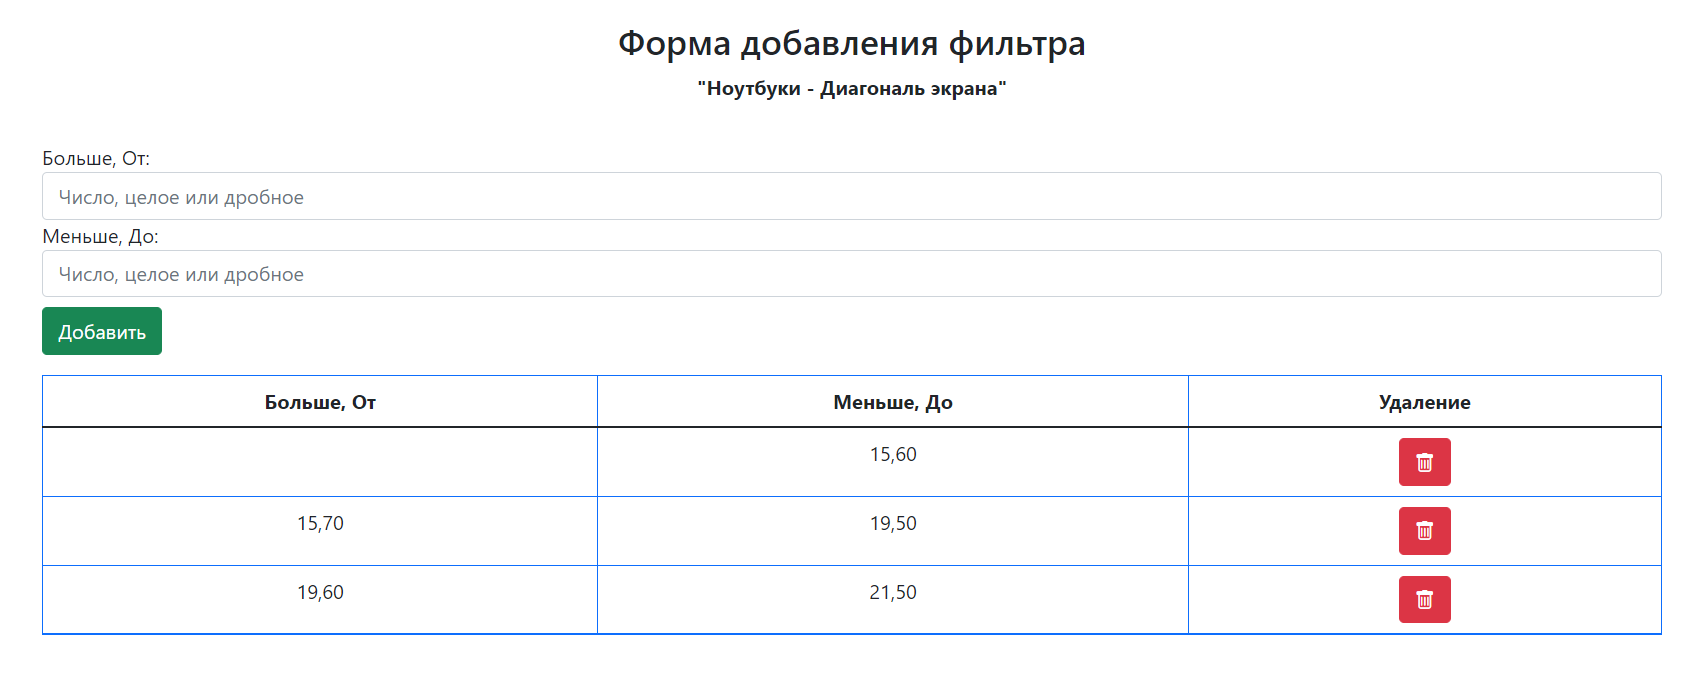 Форма добавления фильтра
"Ноутбуки - Диагональ экрана"
Больше, От:
Число, целое или дробное
Меньше, До:
Число, целое или дробное
Добавить
Больше, От Меньше, До Удаление
15,60
15,70 19,50
19,60 21,50